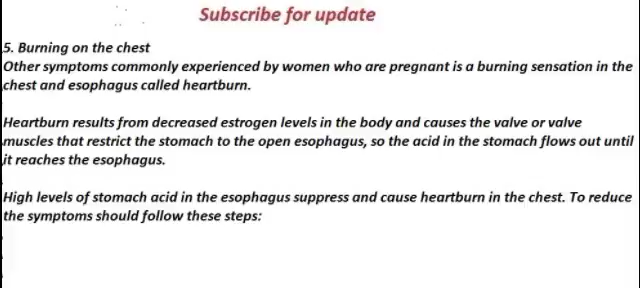 Subscribe for update
5. Burning on the chest
Other symptoms commonly experienced by women who are pregnant is a burning sensation in the
chest and esophagus called heartburn.
Heartburn results from decreased estrogen levels in the body and causes the valve or valve
muscles that restrict the stomach to the open esophagus, so the acid in the stomach flows out until
it reaches the esophagus.
High levels of stomach acid in the esophagus suppress and cause heartburn in the chest. To reduce
the symptoms should follow these steps: